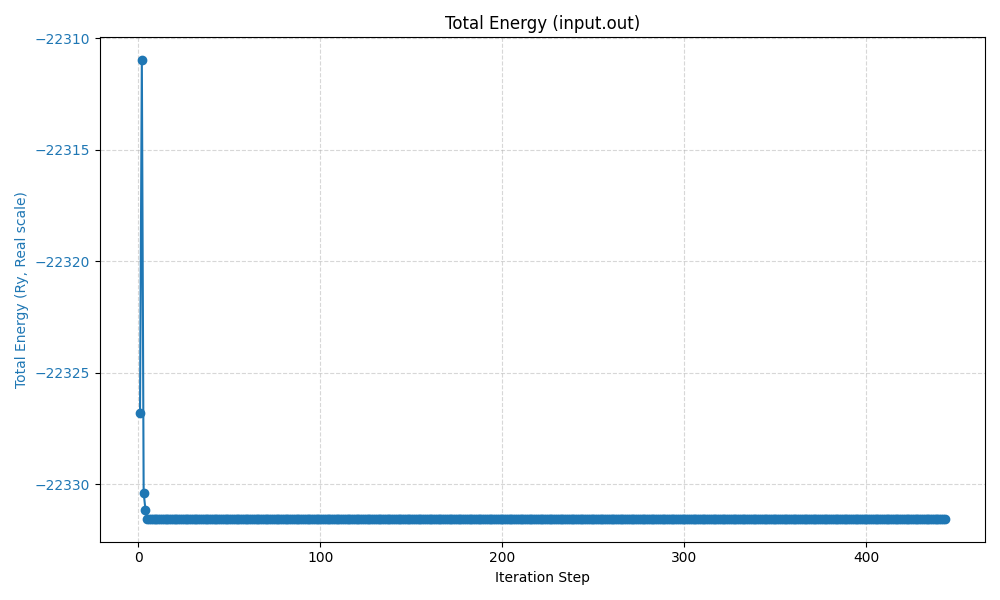 Total Energy (input.out)
Total Energy (Ry, Real scale)
−22310
−22315
−22320
−22325
−22330
0 100 200 300 400
Iteration Step